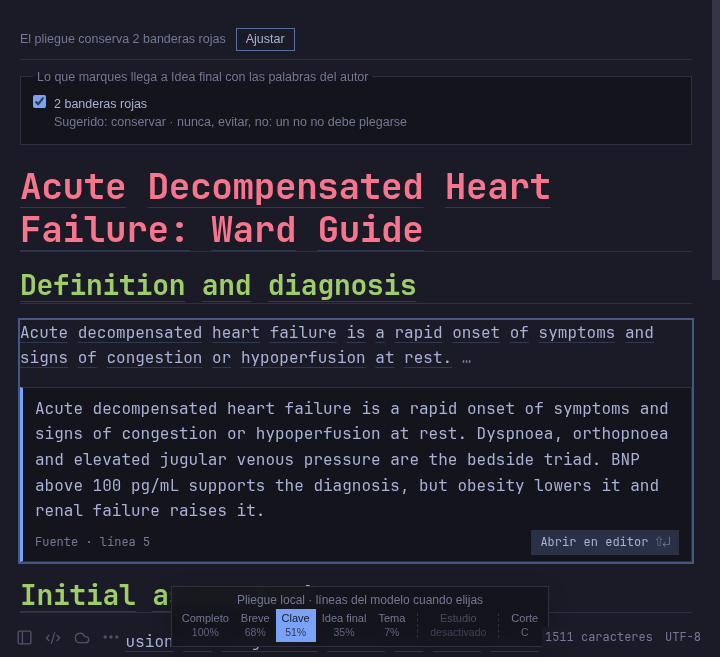 El pliegue conserva 2 banderas rojas Ajustar
Lo que marques llega a Idea final con las palabras del autor
2 banderas rojas
Sugerido: conservar · nunca, evitar, no: un no no debe plegarse
Acute Decompensated Heart
Failure: Ward Guide
Definition and diagnosis
Acute decompensated heart failure is a rapid onset of symptoms and
signs of congestion or hypoperfusion at rest. …
Acute decompensated heart failure is a rapid onset of symptoms and
signs of congestion or hypoperfusion at rest. Dyspnoea, orthopnoea
and elevated jugular venous pressure are the bedside triad. BNP
above 100 pg/mL supports the diagnosis, but obesity lowers it and
renal failure raises it.
Fuente · línea 5 Abrir en editor ⇧↵
Initial
Pliegue local · líneas del modelo cuando elijas
Completo Breve Clave Idea final Tema Estudio Corte
100% 68% 51% 35% 7% desactivado C
usion
1511 caracteres UTF-8